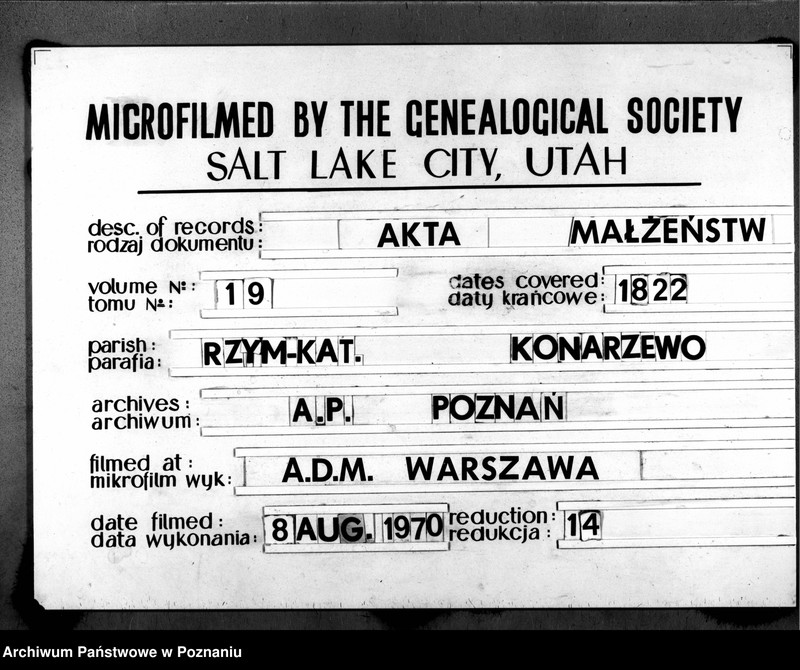 MICROFILMED BY THE GENEALOGICAL SOCIETY
SALT LAKE CITY, UTAH
desc. of records:
rodzaj dokumentu:
AKTA MAŁŻEŃSTW
volume №:
tomu №:
19
dates covered:
daty krańcowe:
1822
parish:
parafia:
RZYM-KAT. KONARZEWO
archives:
archiwum:
A.P. POZNAŃ
filmed at:
mikrofilm wyk:
A.D.M. WARSZAWA
date filmed:
data wykonania:
8 AUG. 1970
reduction:
redukcja:
14
Archiwum Państwowe w Poznaniu